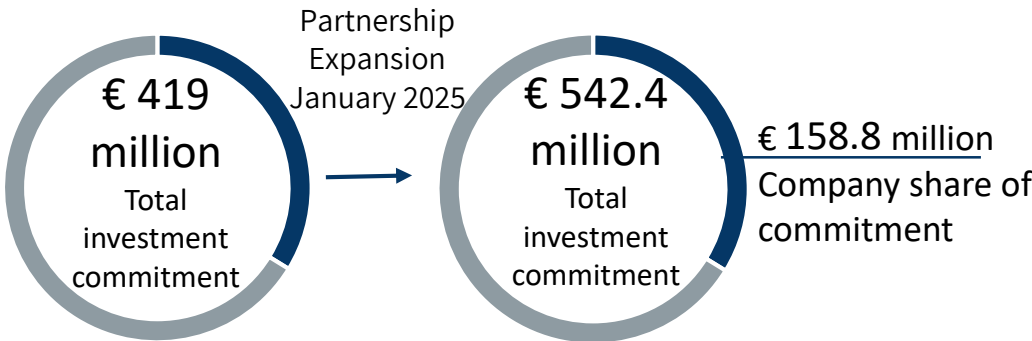 € 419
million
Total
investment
commitment
Partnership
Expansion
January 2025
€ 542.4
million
Total
investment
commitment
€ 158.8 million
Company share of
commitment